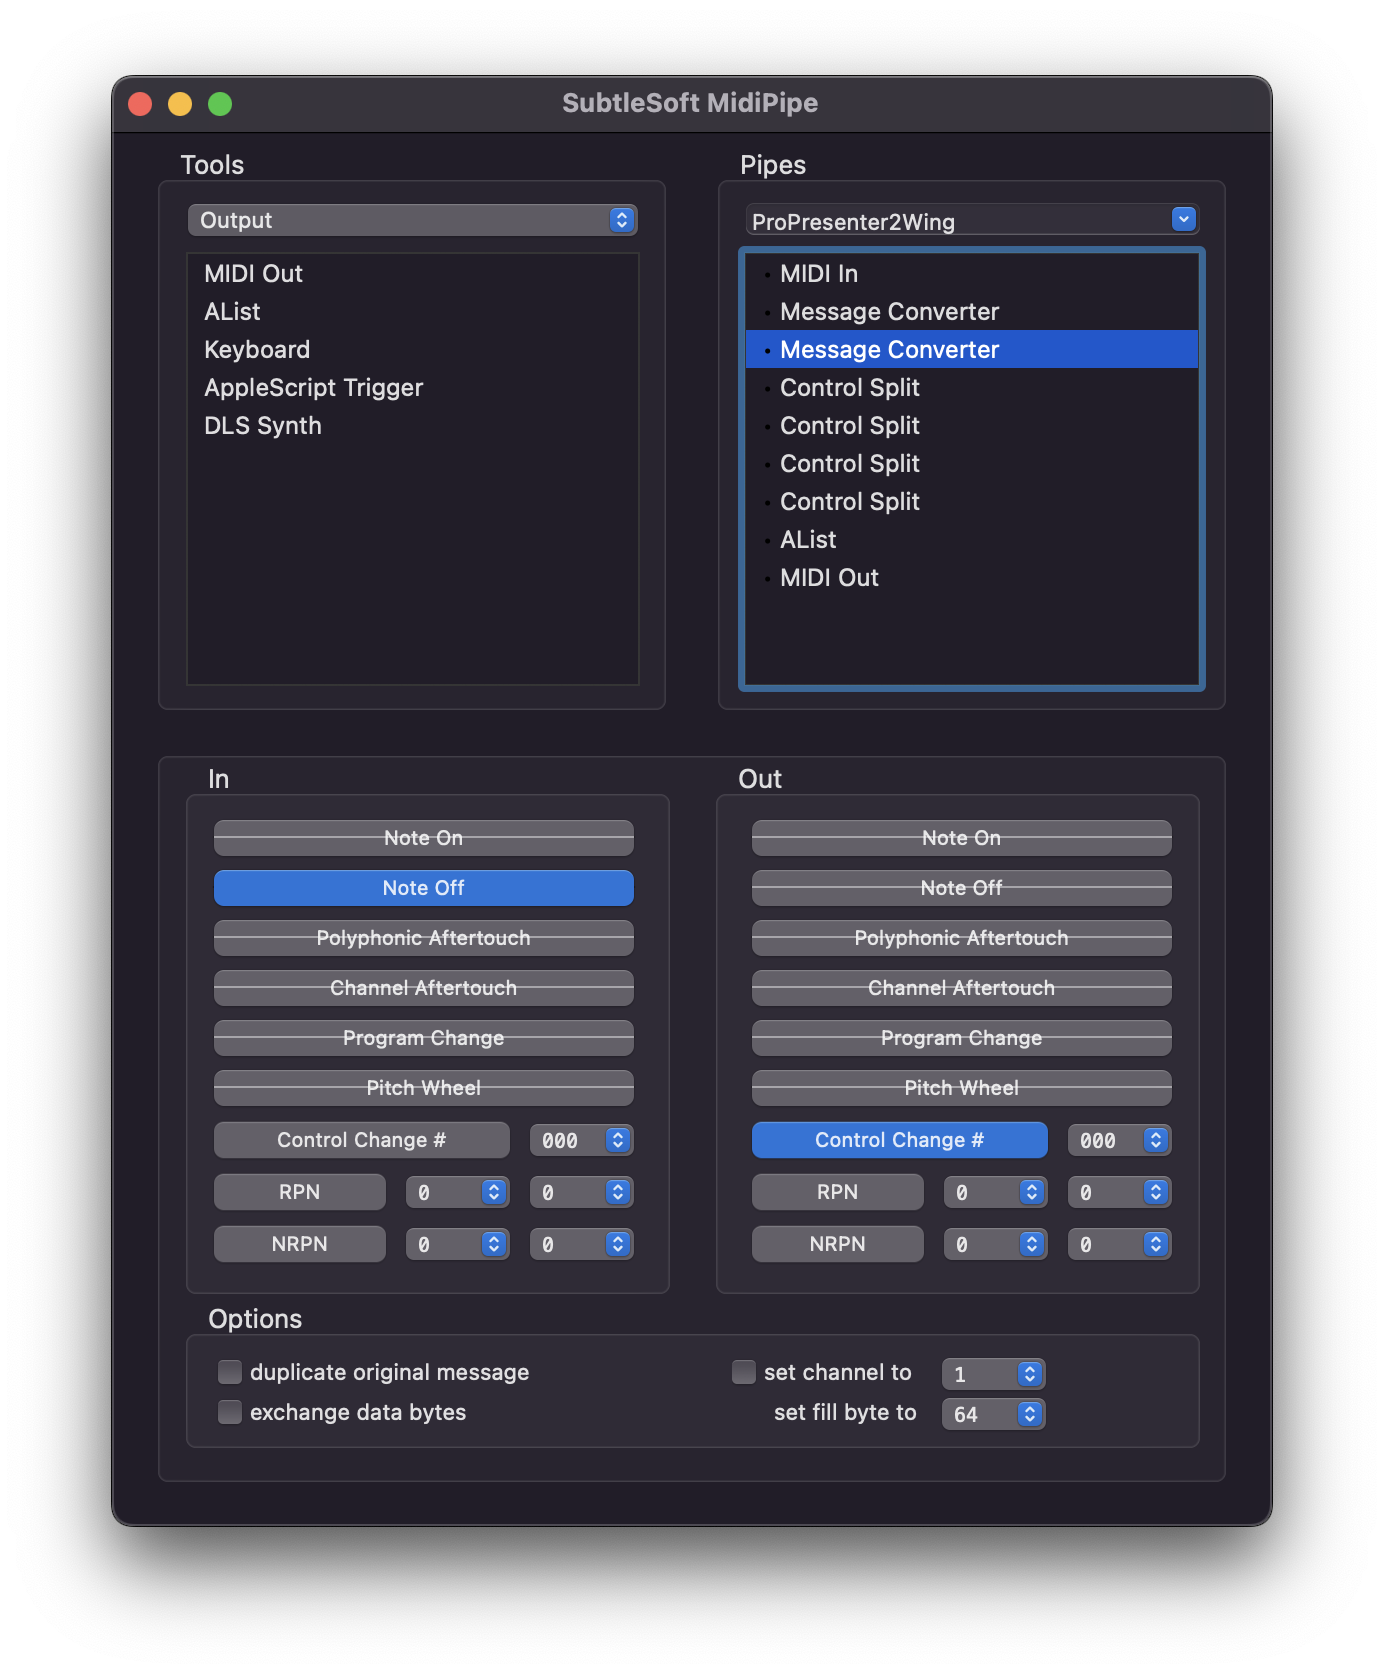 SubtleSoft MidiPipe
Tools
Output
MIDI Out
AList
Keyboard
AppleScript Trigger
DLS Synth
Pipes
ProPresenter2Wing
MIDI In
Message Converter
Message Converter
Control Split
Control Split
Control Split
Control Split
AList
MIDI Out
In
Note On
Note Off
Polyphonic Aftertouch
Channel Aftertouch
Program Change
Pitch Wheel
Control Change # 000
RPN 0 0
NRPN 0 0
Out
Note On
Note Off
Polyphonic Aftertouch
Channel Aftertouch
Program Change
Pitch Wheel
Control Change # 000
RPN 0 0
NRPN 0 0
Options
duplicate original message
exchange data bytes
set channel to 1
set fill byte to 64